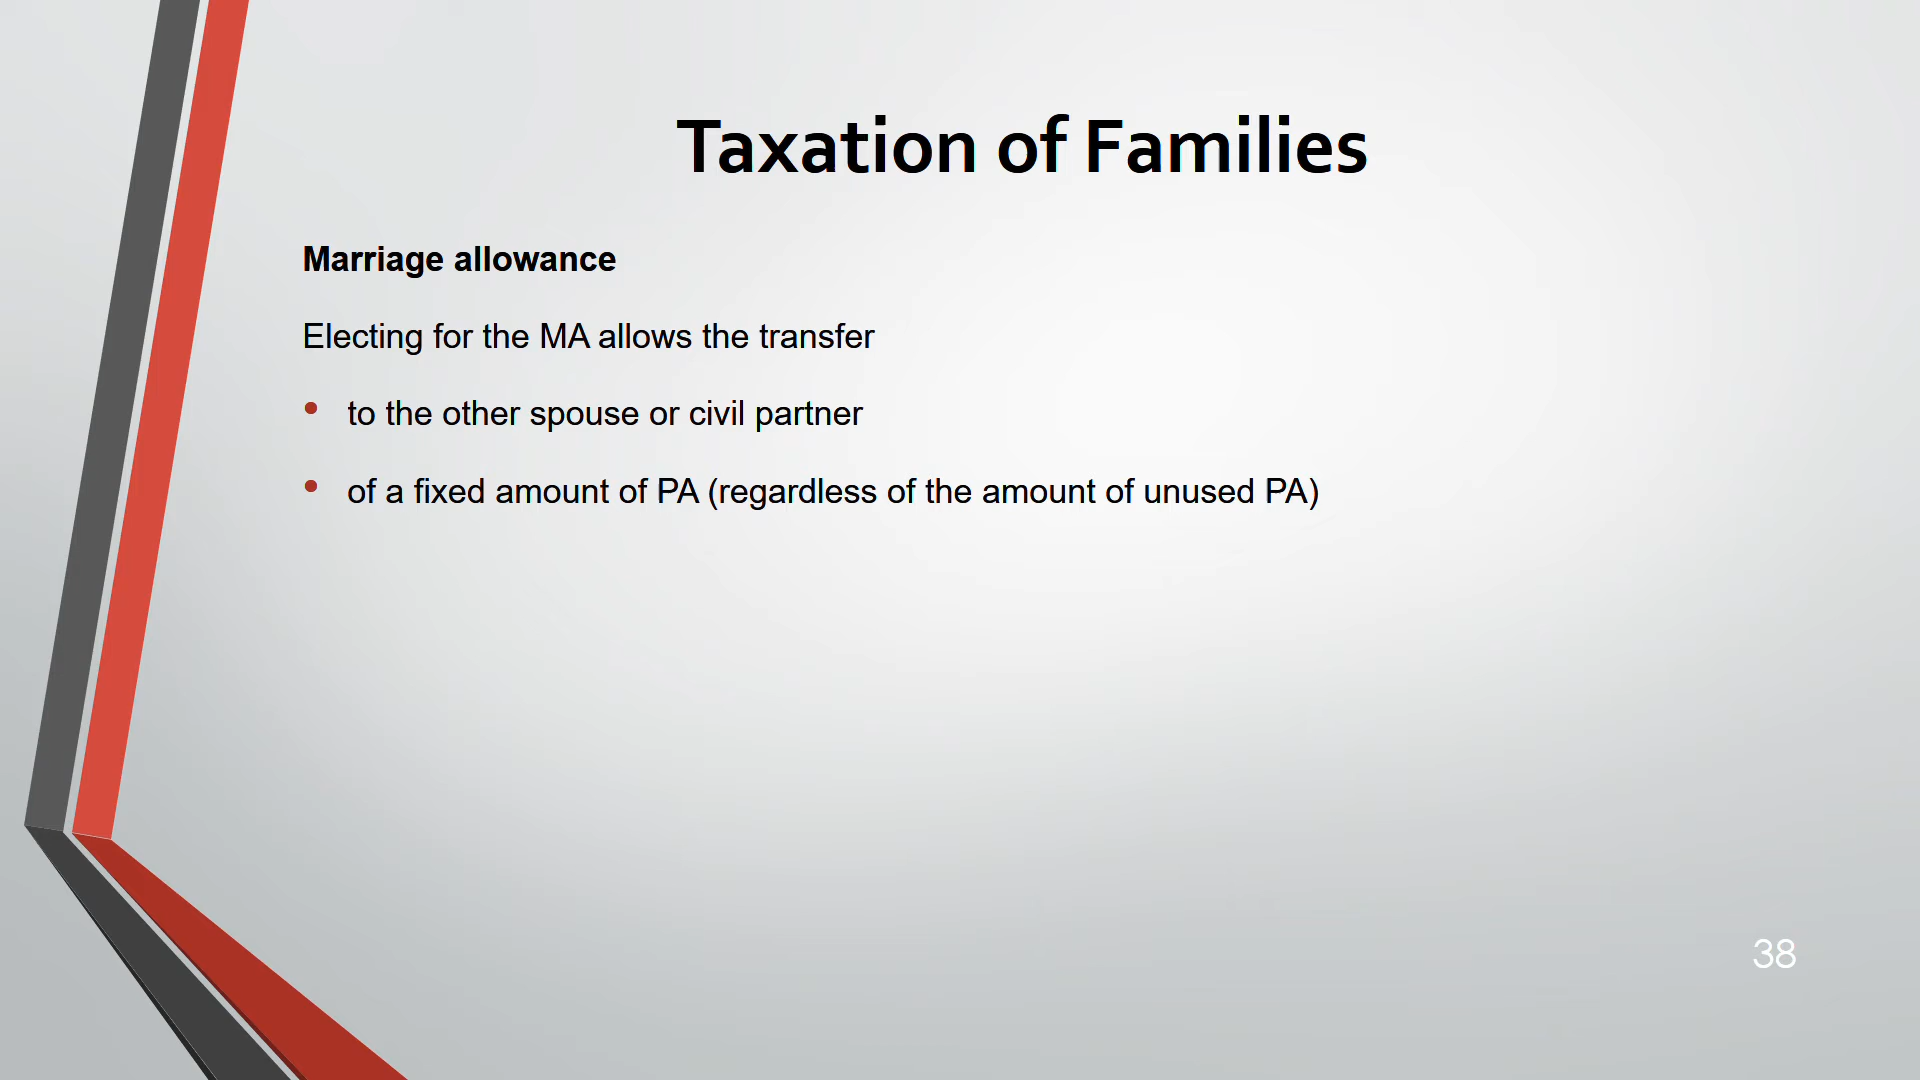 Taxation of Families
Marriage allowance
Electing for the MA allows the transfer
• to the other spouse or civil partner
• of a fixed amount of PA (regardless of the amount of unused PA)
38